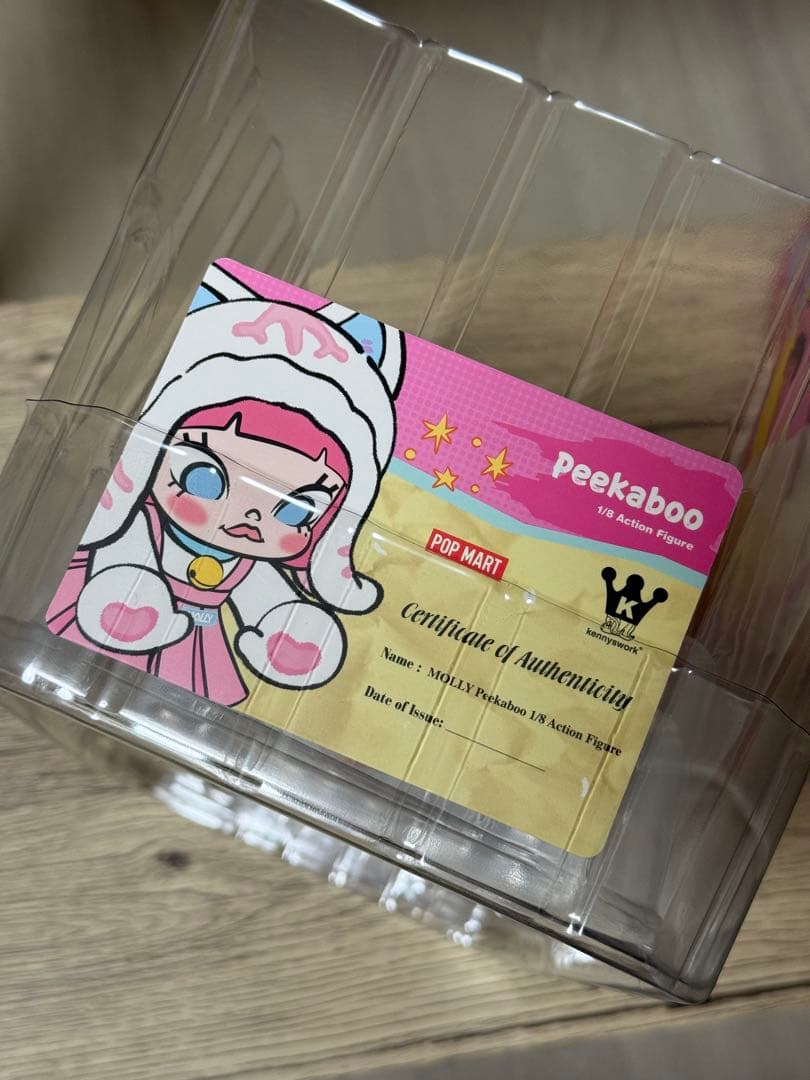 Peekaboo
1/8 Action Figure
POP MART
K
kennyswork®
Certificate of Authenticity
Name : MOLLY Peekaboo 1/8 Action Figure
Date of Issue:
MOLLY